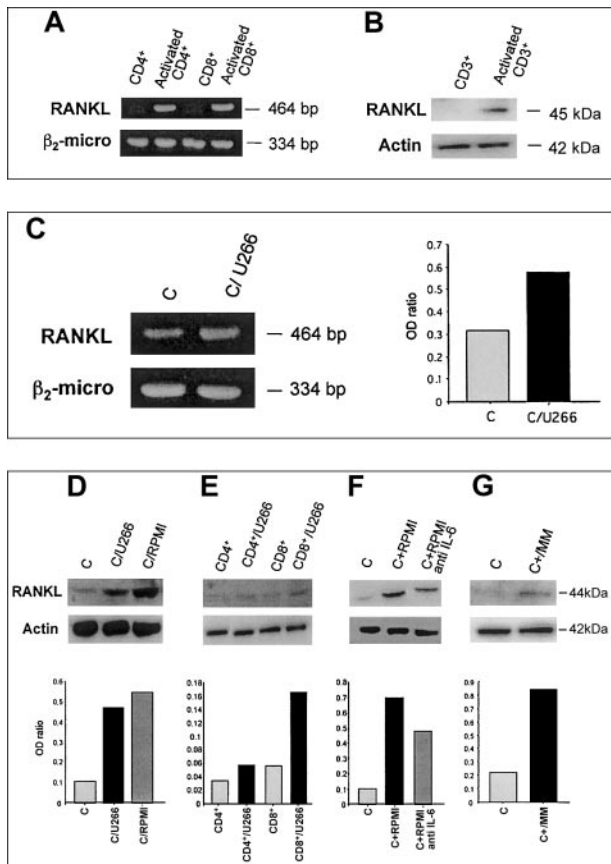 A
CD4⁺
Activated CD4⁺
CD8⁺
Activated CD8⁺
RANKL
464 bp
β₂-micro
334 bp
B
CD3⁺
Activated CD3⁺
RANKL
45 kDa
Actin
42 kDa
C
C
C/ U266
RANKL
464 bp
β₂-micro
334 bp
OD ratio
0.7
0.6
0.5
0.4
0.3
0.2
0.1
0
C
C/U266
D
C
C/U266
C/RPMI
E
CD4⁺
CD4⁺/U266
CD8⁺
CD8⁺/U266
F
C
C+RPMI
C+RPMI anti IL-6
G
C
C+/MM
RANKL
44kDa
Actin
42kDa
OD ratio
0.6
0.5
0.4
0.3
0.2
0.1
0
C
C/U266
C/RPMI
0.18
0.16
0.14
0.12
0.1
0.08
0.06
0.04
0.02
0.00
CD4⁺
CD4⁺/U266
CD8⁺
CD8⁺/U266
0.8
0.7
0.6
0.5
0.4
0.3
0.2
0.1
0
C
C+RPMI
C+RPMI anti IL-6
0.9
0.8
0.7
0.6
0.5
0.4
0.3
0.2
0.1
0
C
C+/MM